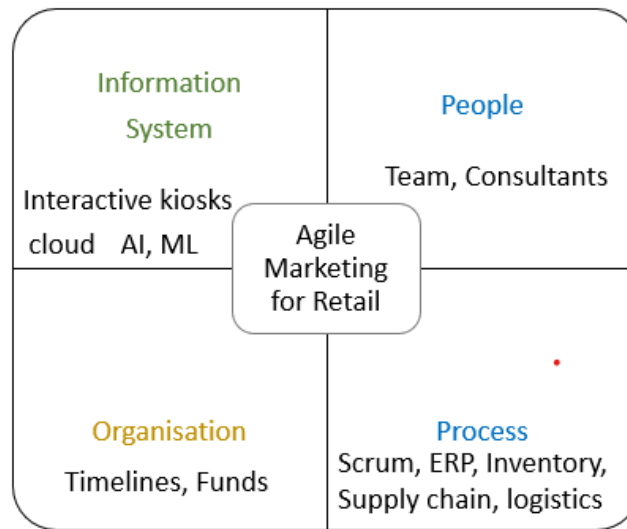 Information
System
Interactive kiosks
cloud AI, ML
People
Team, Consultants
Agile
Marketing
for Retail
Organisation
Timelines, Funds
Process
Scrum, ERP, Inventory,
Supply chain, logistics